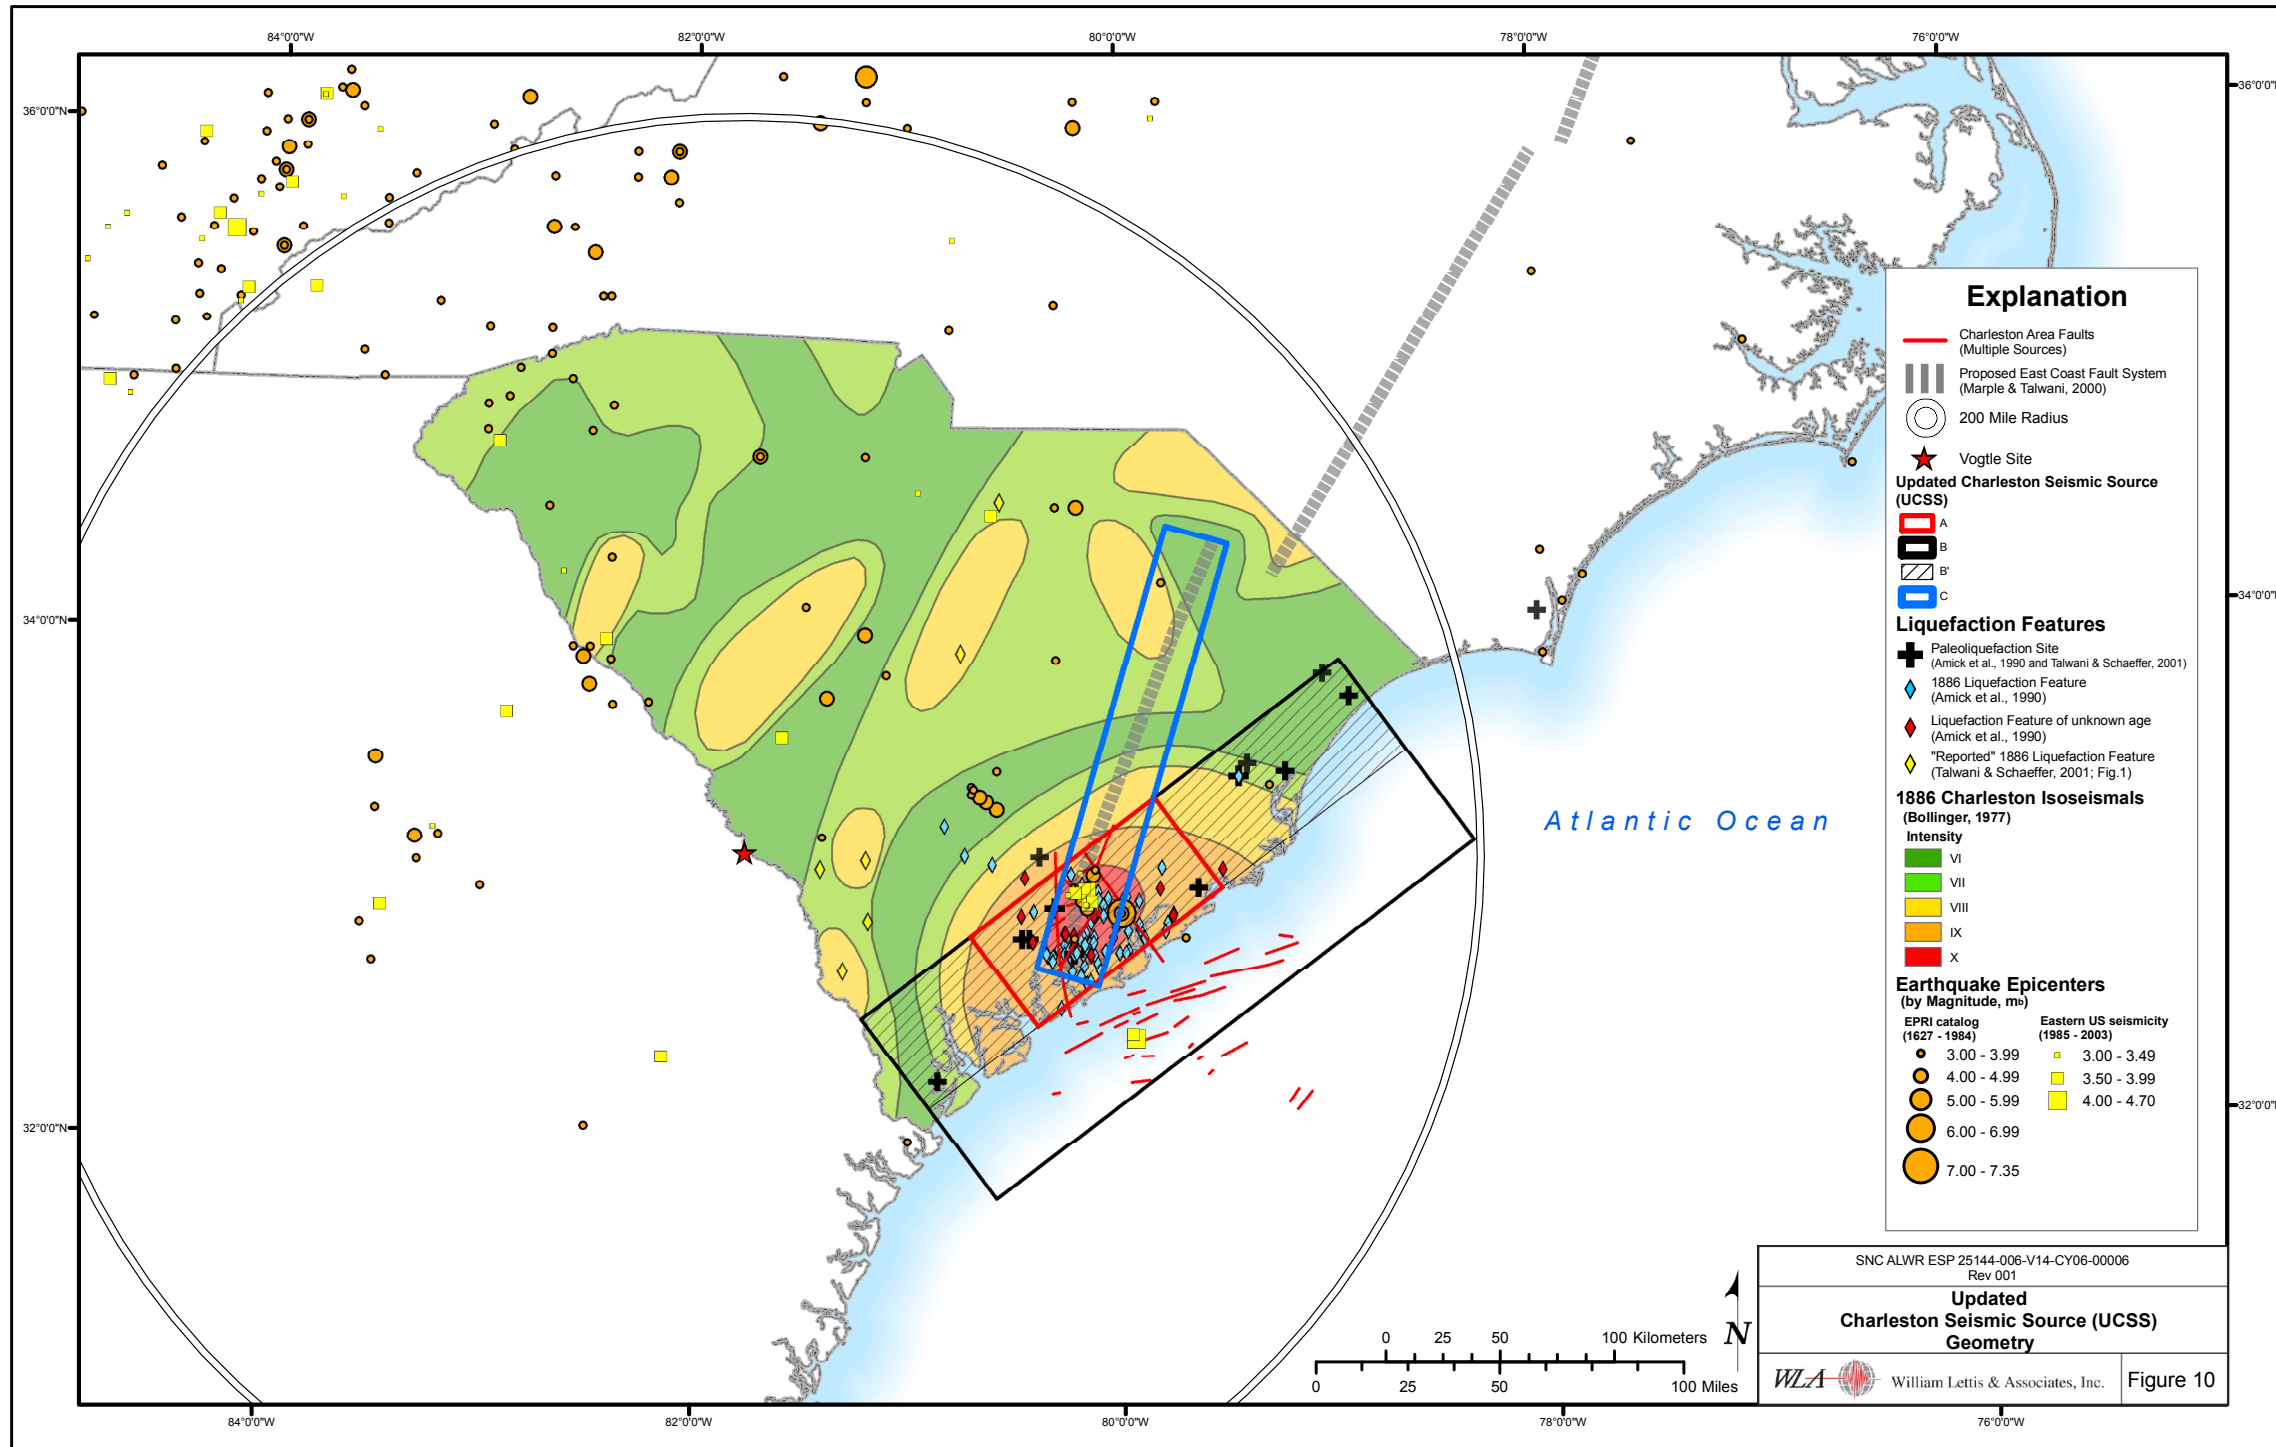 84°0'0"W
82°0'0"W
80°0'0"W
78°0'0"W
76°0'0"W
36°0'0"N
36°0'0"N
34°0'0"N
34°0'0"N
32°0'0"N
32°0'0"N
Atlantic Ocean
Explanation
Charleston Area Faults
(Multiple Sources)
Proposed East Coast Fault System
(Marple & Talwani, 2000)
200 Mile Radius
Vogtle Site
Updated Charleston Seismic Source
(UCSS)
A
B
B'
C
Liquefaction Features
Paleoliquefaction Site
(Amick et al., 1990 and Talwani & Schaeffer, 2001)
1886 Liquefaction Feature
(Amick et al., 1990)
Liquefaction Feature of unknown age
(Amick et al., 1990)
"Reported" 1886 Liquefaction Feature
(Talwani & Schaeffer, 2001; Fig.1)
1886 Charleston Isoseismals
(Bollinger, 1977)
Intensity
VI
VII
VIII
IX
X
Earthquake Epicenters
(by Magnitude, mb)
EPRI catalog
(1627 - 1984)
3.00 - 3.99
4.00 - 4.99
5.00 - 5.99
6.00 - 6.99
7.00 - 7.35
Eastern US seismicity
(1985 - 2003)
3.00 - 3.49
3.50 - 3.99
4.00 - 4.70
0 25 50 100 Kilometers
0 25 50 100 Miles
N
SNC ALWR ESP 25144-006-V14-CY06-00006
Rev 001
Updated
Charleston Seismic Source (UCSS)
Geometry
WLA William Lettis & Associates, Inc.
Figure 10
84°0'0"W
82°0'0"W
80°0'0"W
78°0'0"W
76°0'0"W